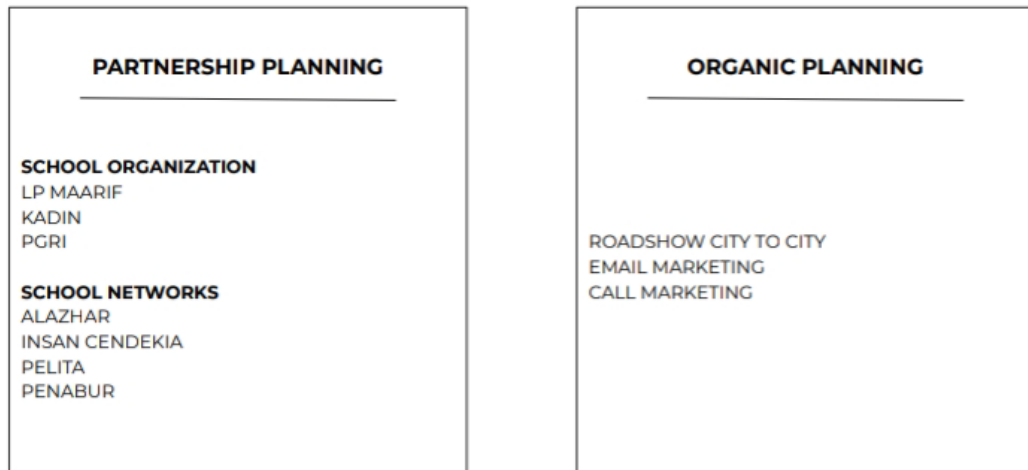 PARTNERSHIP PLANNING
SCHOOL ORGANIZATION
LP MAARIF
KADIN
PGRI
SCHOOL NETWORKS
ALAZHAR
INSAN CENDEKIA
PELITA
PENABUR
ORGANIC PLANNING
ROADSHOW CITY TO CITY
EMAIL MARKETING
CALL MARKETING